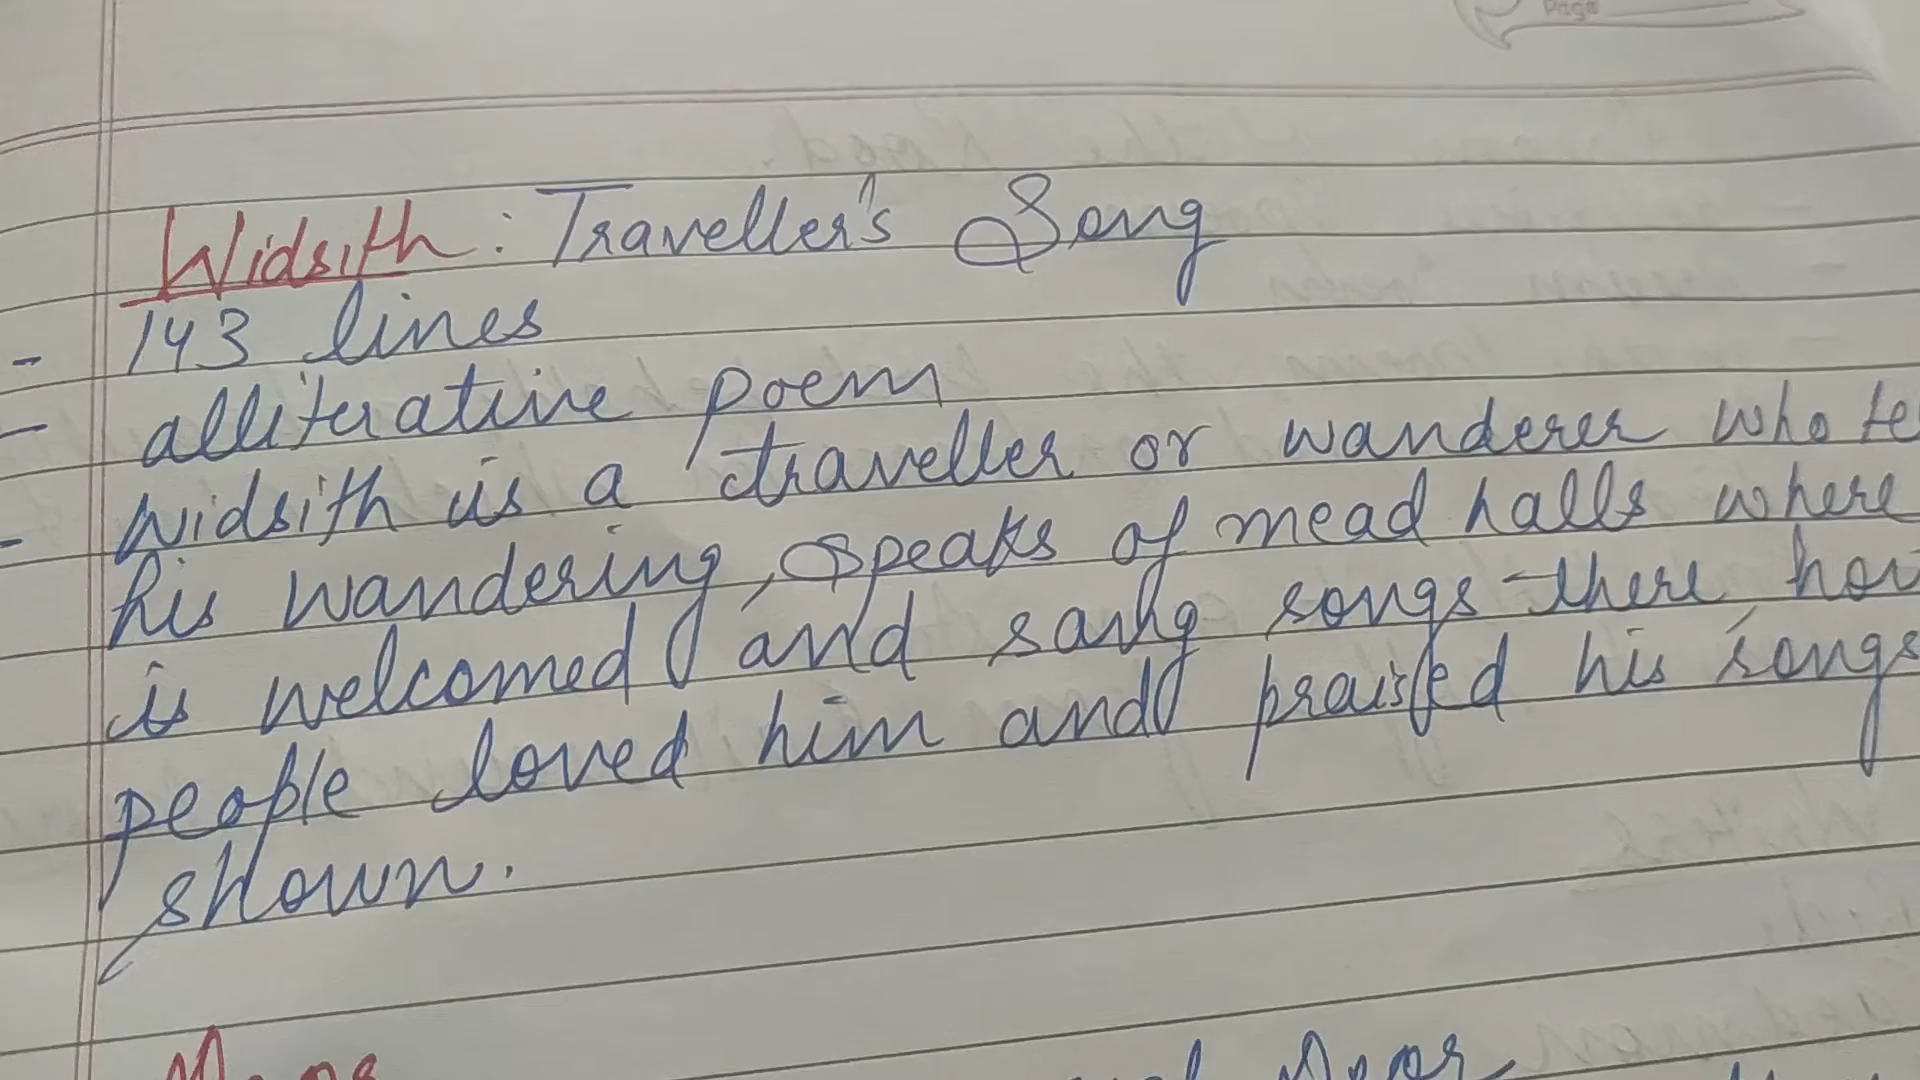 Page
Widsith : Traveller's Song
- 143 lines
- alliterative poem
- Widsith is a traveller or wanderer who te
his wandering, speaks of mead halls where
is welcomed and sang songs there, how
people loved him and praised his songs
shown.